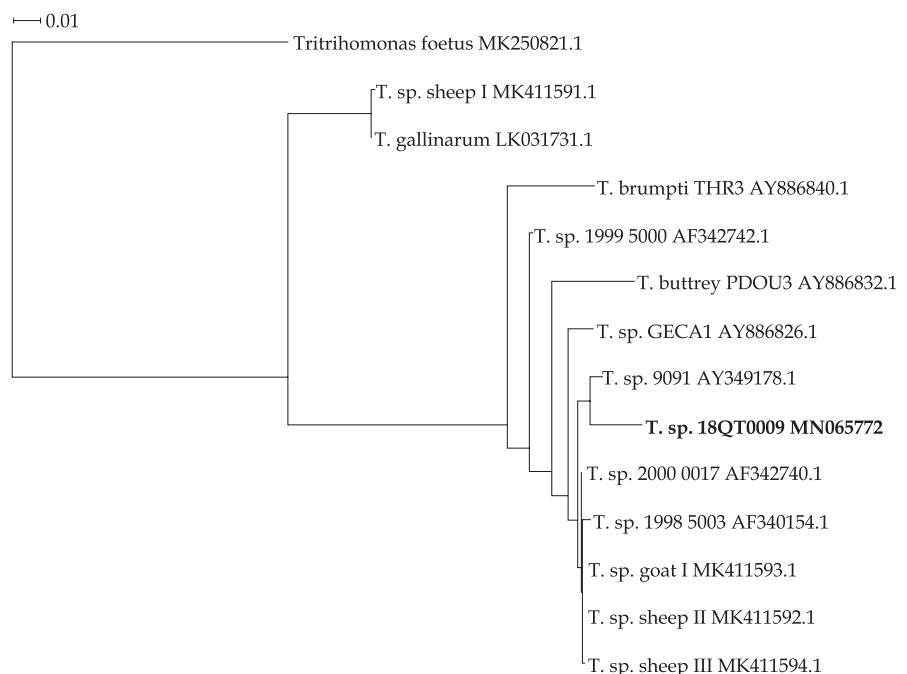 0.01
Tritrihomonas foetus MK250821.1
T. sp. sheep I MK411591.1
T. gallinarum LK031731.1
T. brumpti THR3 AY886840.1
T. sp. 1999 5000 AF342742.1
T. buttrey PDOU3 AY886832.1
T. sp. GECA1 AY886826.1
T. sp. 9091 AY349178.1
T. sp. 18QT0009 MN065772
T. sp. 2000 0017 AF342740.1
T. sp. 1998 5003 AF340154.1
T. sp. goat I MK411593.1
T. sp. sheep II MK411592.1
T. sp. sheep III MK411594.1